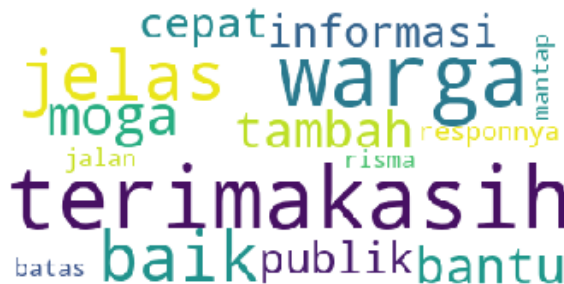 cepat informasi
jelas warga mantap
moga tambah responnya
jalan risma
terimakasih
batas baik publik bantu